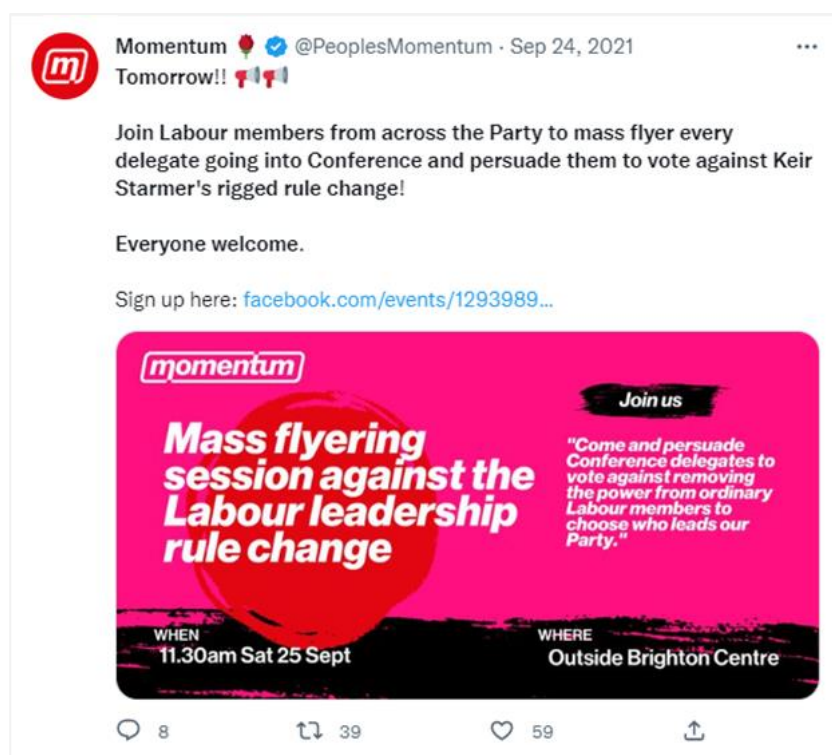 Momentum 🌹 @PeoplesMomentum · Sep 24, 2021
Tomorrow!! 📢📢
Join Labour members from across the Party to mass flyer every
delegate going into Conference and persuade them to vote against Keir
Starmer's rigged rule change!
Everyone welcome.
Sign up here: facebook.com/events/1293989...
momentum
Mass flyering
session against the
Labour leadership
rule change
Join us
"Come and persuade
Conference delegates to
vote against removing
the power from ordinary
Labour members to
choose who leads our
Party."
WHEN
11.30am Sat 25 Sept
WHERE
Outside Brighton Centre
8 39 59